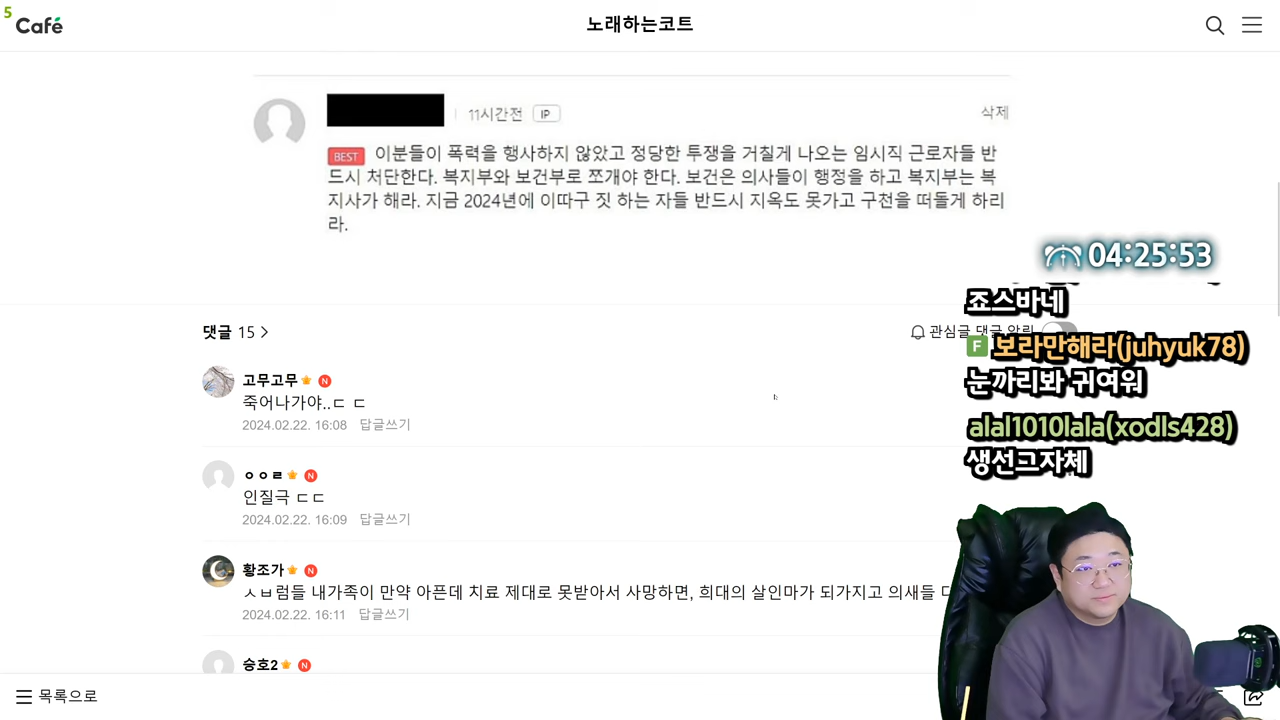 5
Café
노래하는코트
11시간전 IP
삭제
BEST 이분들이 폭력을 행사하지 않았고 정당한 투쟁을 거칠게 나오는 임시직 근로자들 반
드시 처단한다. 복지부와 보건부로 쪼개야 한다. 보건은 의사들이 행정을 하고 복지부는 복
지사가 해라. 지금 2024년에 이따구 짓 하는 자들 반드시 지옥도 못가고 구천을 떠돌게 하리
라.
04:25:53
죠스바네
F 보라만해라(juhyuk78)
눈까리봐 귀여워
alal1010lala(xodls428)
생선그자체
댓글 15 >
관심글 댓글 알림
고무고무 N
죽어나가야..ㄷ ㄷ
2024.02.22. 16:08 답글쓰기
ㅇㅇㄹ N
인질극 ㄷㄷ
2024.02.22. 16:09 답글쓰기
황조가 N
ㅅㅂ럼들 내가족이 만약 아픈데 치료 제대로 못받아서 사망하면, 희대의 살인마가 되가지고 의새들
2024.02.22. 16:11 답글쓰기
승호2 N
목록으로